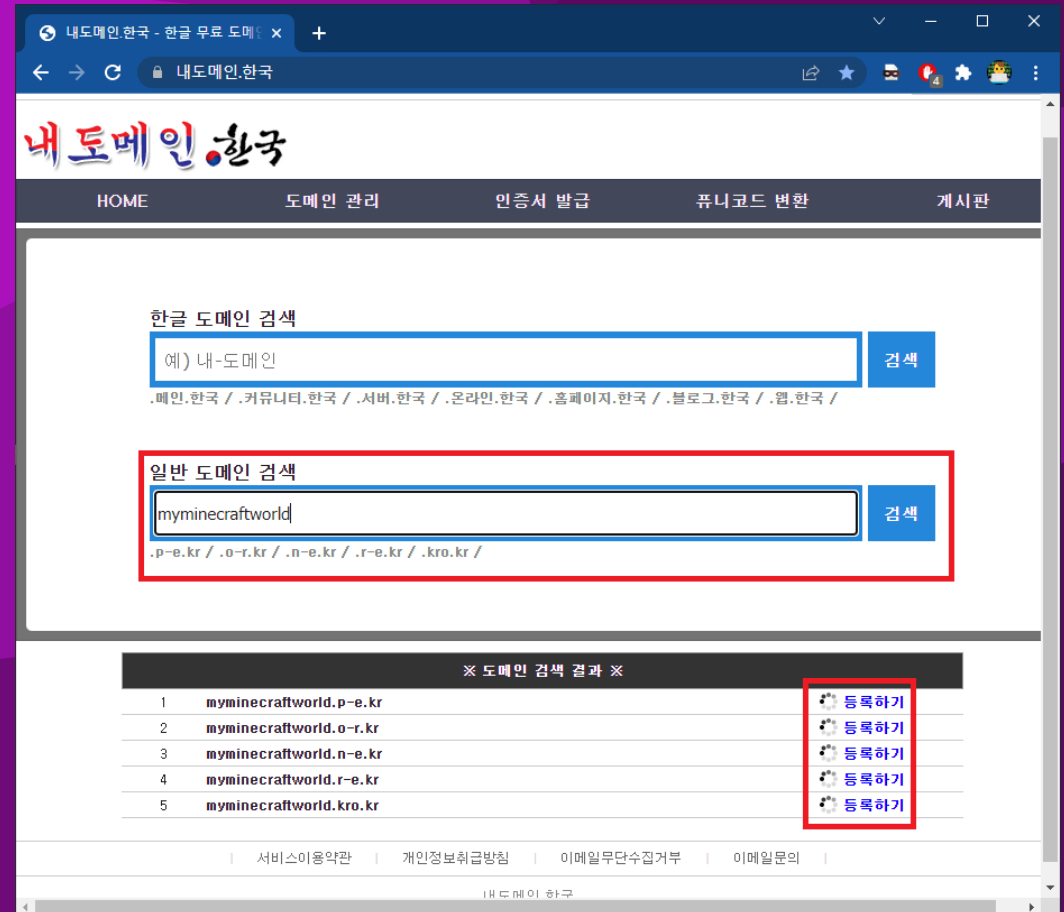 내도메인.한국 - 한글 무료 도메
내도메인.한국
4
내도메인.한국
HOME 도메인 관리 인증서 발급 퓨니코드 변환 게시판
한글 도메인 검색
예) 내-도메인 검색
.메인.한국 / .커뮤니티.한국 / .서버.한국 / .온라인.한국 / .홈페이지.한국 / .블로그.한국 / .웹.한국 /
일반 도메인 검색
myminecraftworld 검색
.p-e.kr / .o-r.kr / .n-e.kr / .r-e.kr / .kro.kr /
※ 도메인 검색 결과 ※
1 myminecraftworld.p-e.kr 등록하기
2 myminecraftworld.o-r.kr 등록하기
3 myminecraftworld.n-e.kr 등록하기
4 myminecraftworld.r-e.kr 등록하기
5 myminecraftworld.kro.kr 등록하기
서비스이용약관 | 개인정보취급방침 | 이메일무단수집거부 | 이메일문의
내도메인.한국